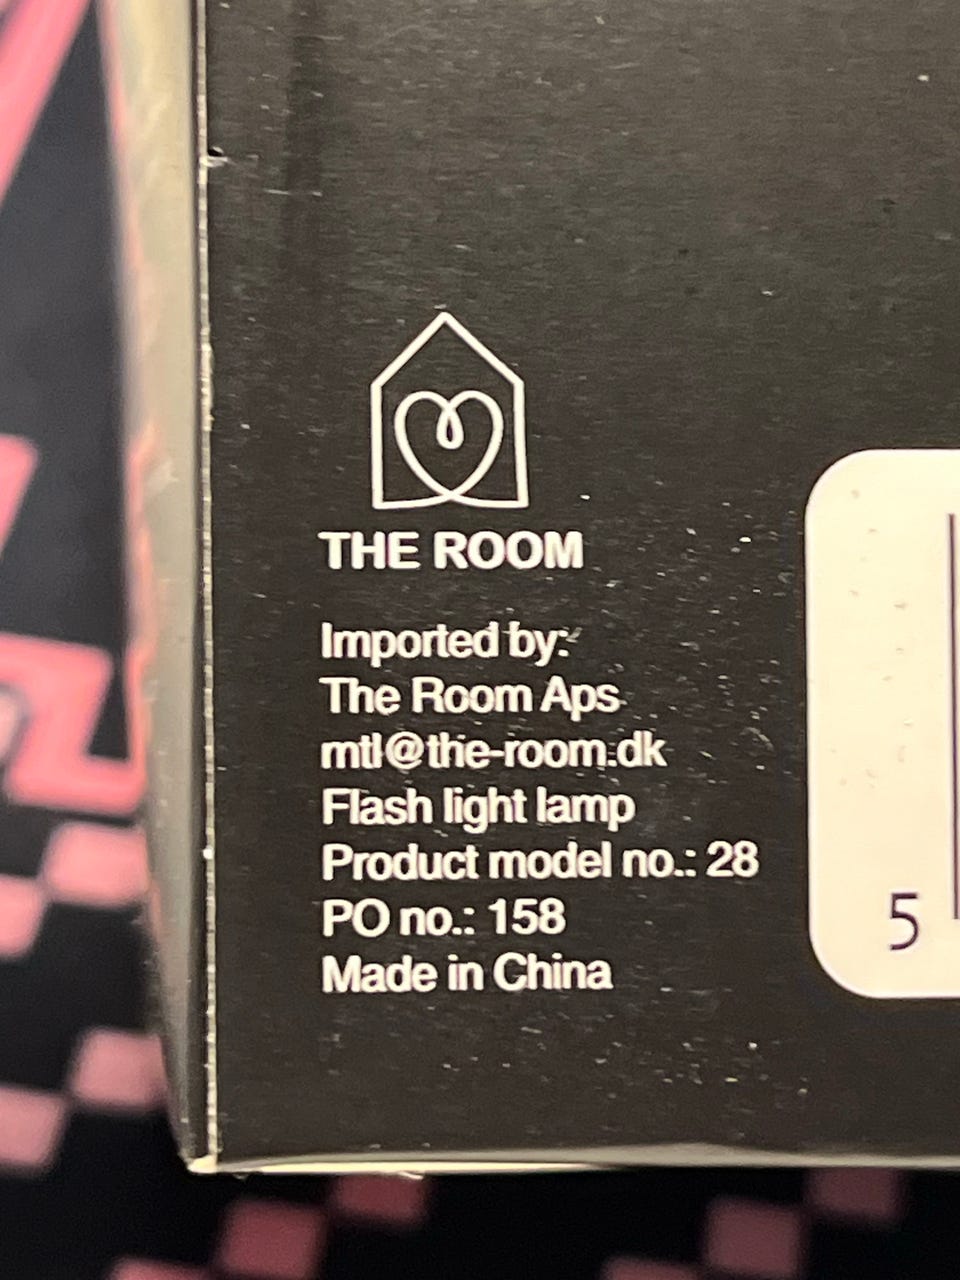 THE ROOM
Imported by:
The Room Aps
mtl@the-room.dk
Flash light lamp
Product model no.: 28
PO no.: 158
Made in China
5